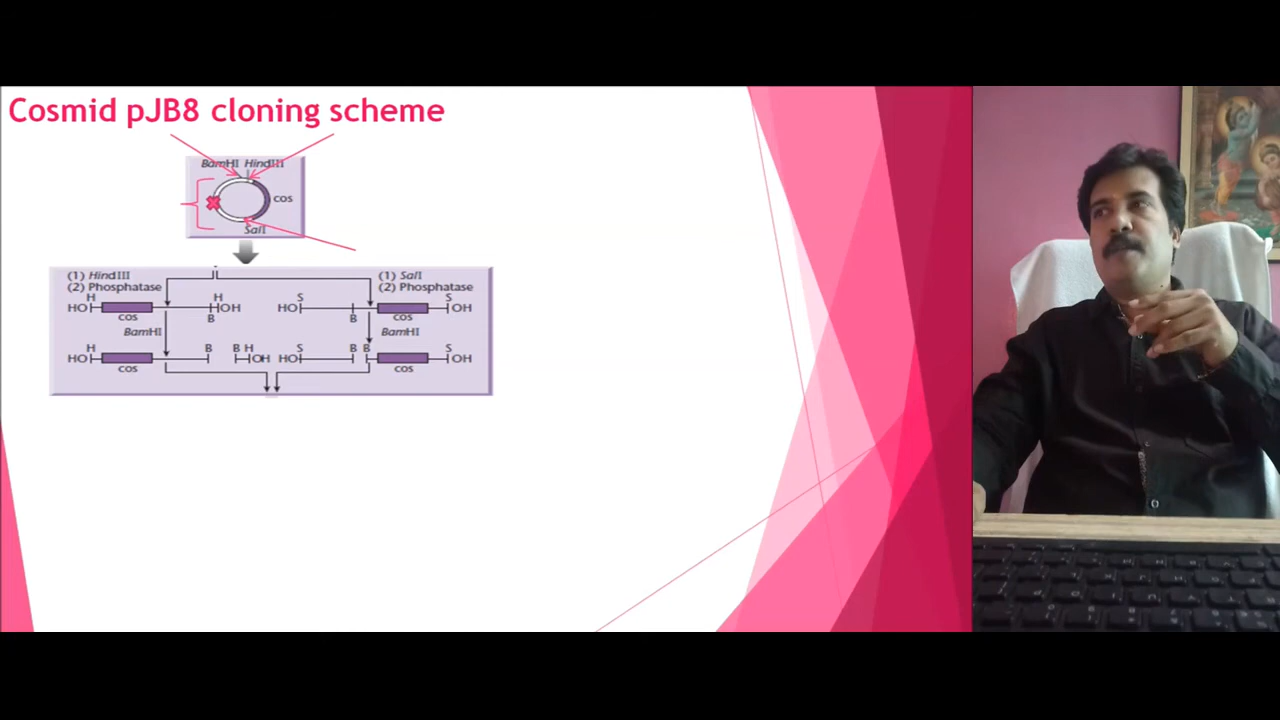 Cosmid pJB8 cloning scheme
BamHI HindIII
cos
SalI
(1) HindIII
(2) Phosphatase
(1) SalI
(2) Phosphatase
H H S S
HO OH HO OH
cos B B cos
BamHI BamHI
H B B H S B B S
HO OH HO OH
cos cos